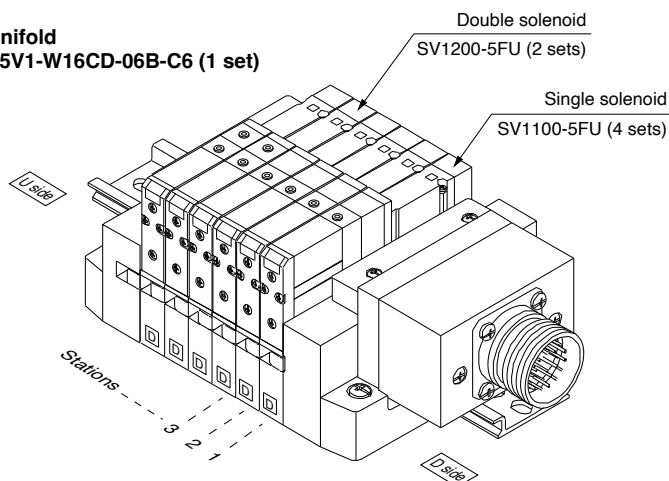 Double solenoid
nifold
SV1200-5FU (2 sets)
5V1-W16CD-06B-C6 (1 set)
Single solenoid
SV1100-5FU (4 sets)
U side
D D D D D D
Stations
3
2
1
D side